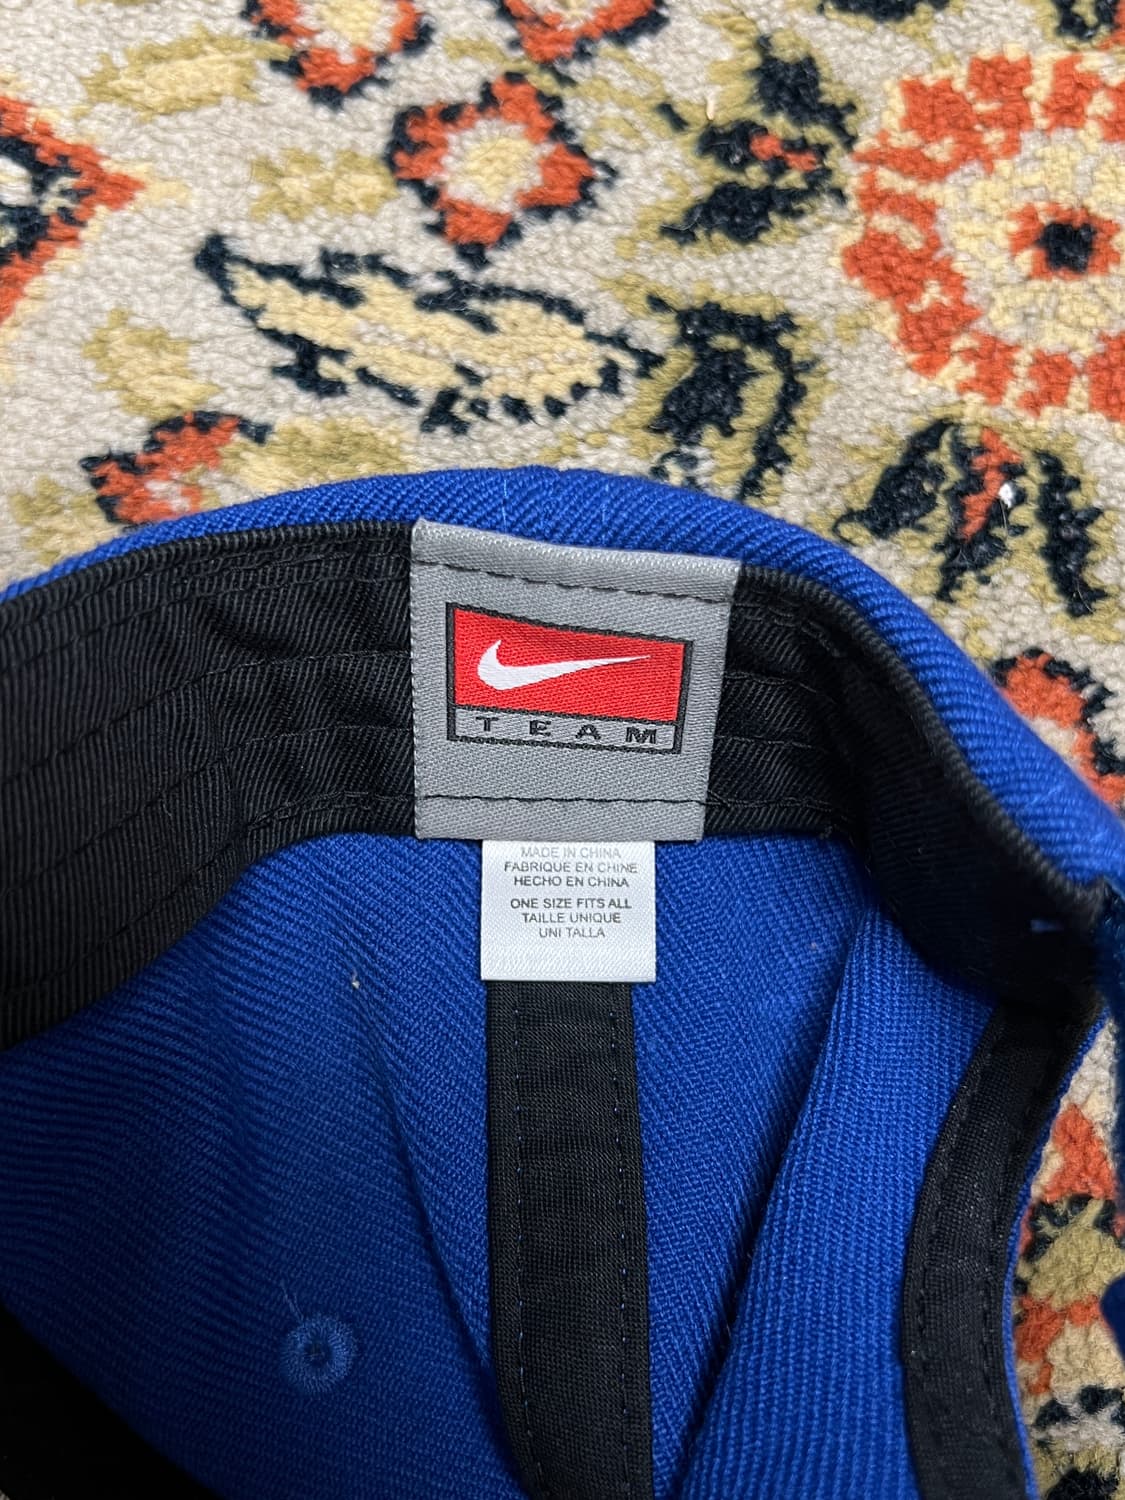 TEAM
MADE IN CHINA
FABRIQUE EN CHINE
HECHO EN CHINA
ONE SIZE FITS ALL
TAILLE UNIQUE
UNI TALLA